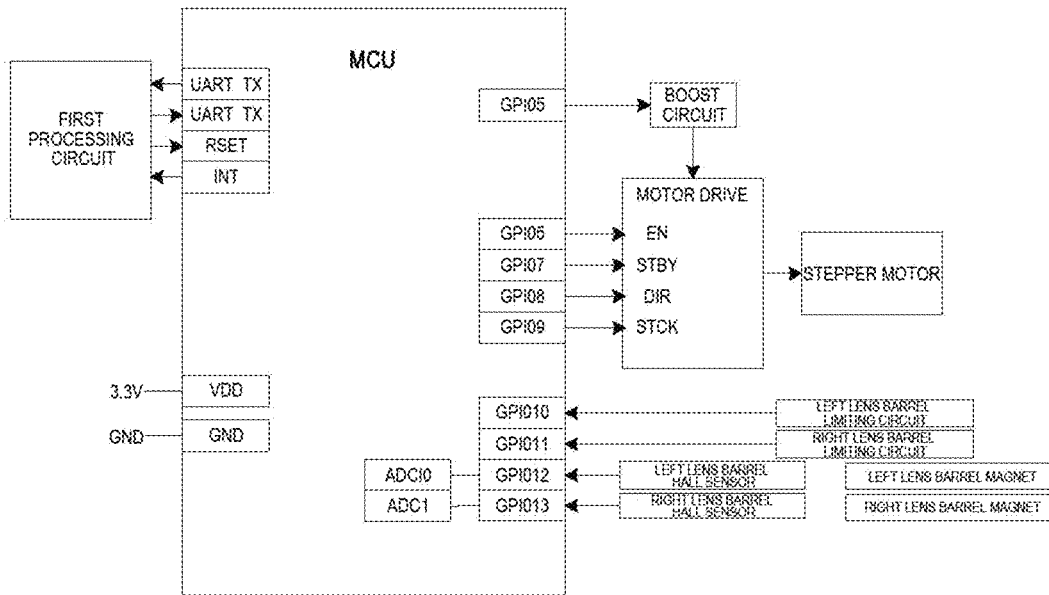 MCU
FIRST
PROCESSING
CIRCUIT
UART TX
UART TX
RSET
INT
GPI05
BOOST
CIRCUIT
MOTOR DRIVE
GPI06
EN
GPI07
STBY
GPI08
DIR
GPI09
STCK
STEPPER MOTOR
3.3V
VDD
GND
GND
GPI010
LEFT LENS BARREL
LIMITING CIRCUIT
GPI011
RIGHT LENS BARREL
LIMITING CIRCUIT
ADCI0
GPI012
LEFT LENS BARREL
HALL SENSOR
LEFT LENS BARREL MAGNET
ADC1
GPI013
RIGHT LENS BARREL
HALL SENSOR
RIGHT LENS BARREL MAGNET